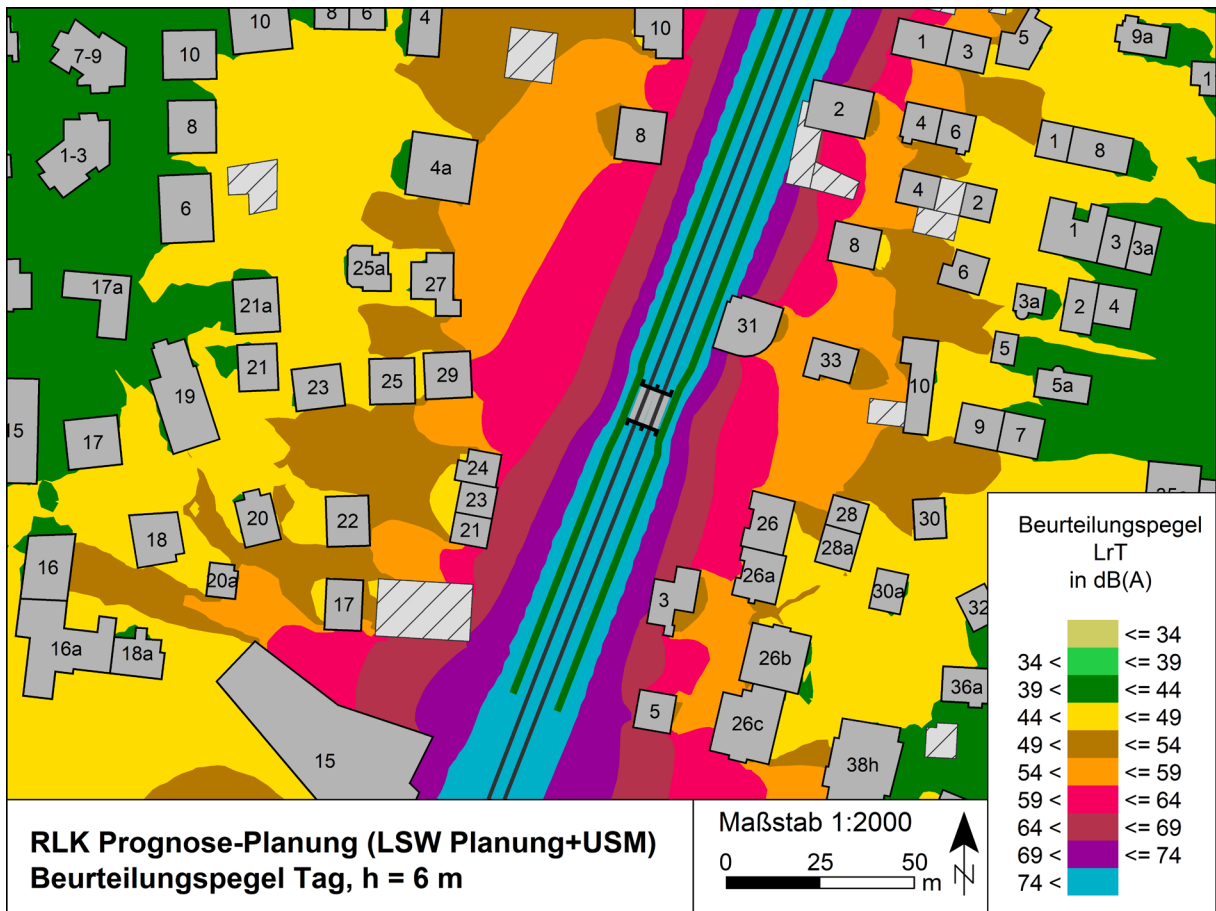 10
8 6
4
10
1
3
5
9a
7-9
10
1
2
8
8
4
6
1
8
1-3
4a
6
4
2
1
3
3a
8
25a
27
6
17a
21a
3a
2
4
31
33
5
21
23
25
29
10
5a
19
15
17
9
7
24
23
21
20
22
18
26
28
28a
30
16
20a
26a
30a
17
3
32
16a
18a
26b
36a
5
26c
15
38h
Beurteilungspegel
LrT
in dB(A)
<= 34
34 < <= 39
39 < <= 44
44 < <= 49
49 < <= 54
54 < <= 59
59 < <= 64
64 < <= 69
69 < <= 74
74 <
RLK Prognose-Planung (LSW Planung+USM)
Beurteilungspegel Tag, h = 6 m
Maßstab 1:2000
0 25 50
m
N